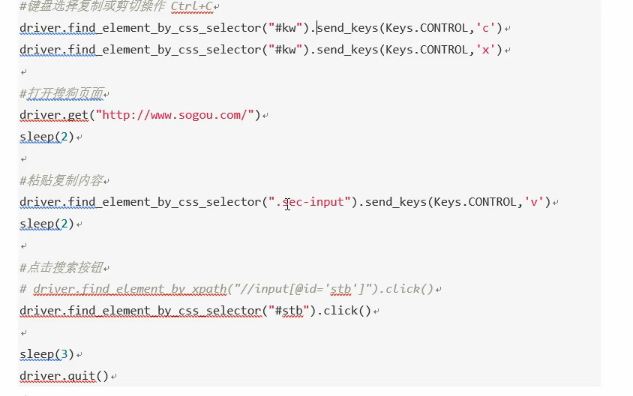 #键盘选择复制或剪切操作 Ctrl+C
driver.find_element_by_css_selector("#kw").send_keys(Keys.CONTROL,'c')
driver.find_element_by_css_selector("#kw").send_keys(Keys.CONTROL,'x')
#打开搜狗页面
driver.get("http://www.sogou.com/")
sleep(2)
#粘贴复制内容
driver.find_element_by_css_selector(".sec-input").send_keys(Keys.CONTROL,'v')
sleep(2)
#点击搜索按钮
# driver.find_element_by_xpath("//input[@id='stb']").click()
driver.find_element_by_css_selector("#stb").click()
sleep(3)
driver.quit()